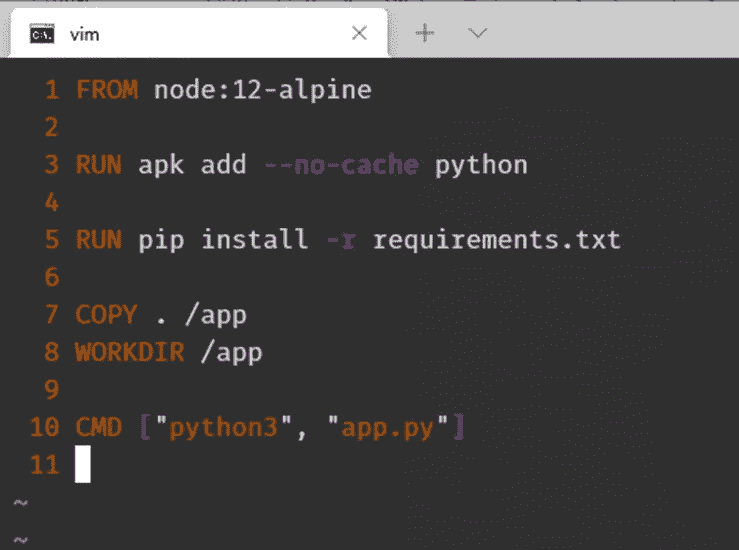 vim
1 FROM node:12-alpine
2
3 RUN apk add --no-cache python
4
5 RUN pip install -r requirements.txt
6
7 COPY . /app
8 WORKDIR /app
9
10 CMD ["python3", "app.py"]
11
~
~